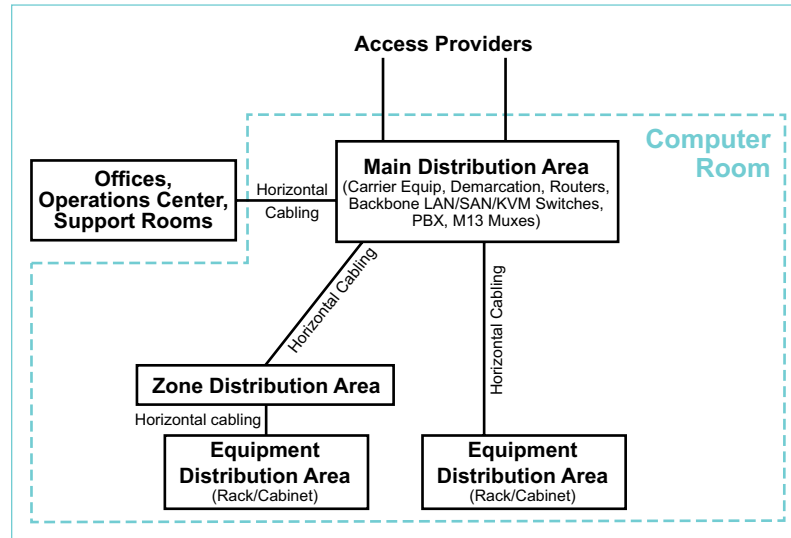 Access Providers
Computer
Room
Main Distribution Area
(Carrier Equip, Demarcation, Routers,
Backbone LAN/SAN/KVM Switches,
PBX, M13 Muxes)
Offices,
Operations Center,
Support Rooms
Horizontal
Cabling
Horizontal Cabling
Horizontal Cabling
Zone Distribution Area
Horizontal cabling
Equipment
Distribution Area
(Rack/Cabinet)
Equipment
Distribution Area
(Rack/Cabinet)